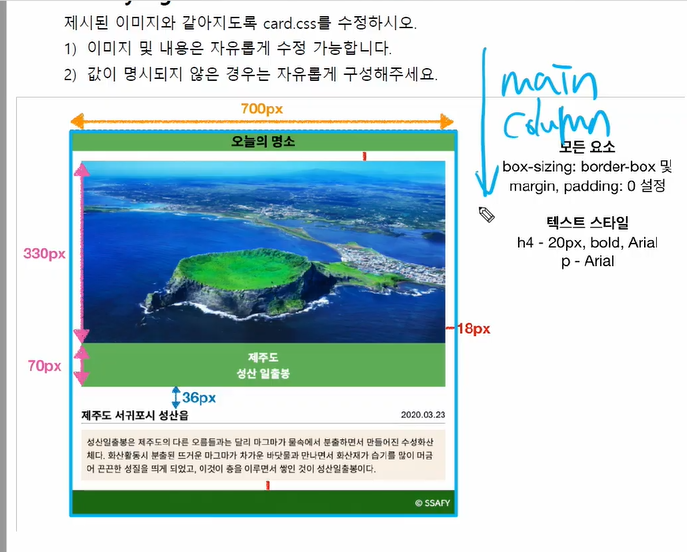 제시된 이미지와 같아지도록 card.css를 수정하시오.
1) 이미지 및 내용은 자유롭게 수정 가능합니다.
2) 값이 명시되지 않은 경우는 자유롭게 구성해주세요.
main
column
700px
오늘의 명소
모든 요소
box-sizing: border-box 및
margin, padding: 0 설정
텍스트 스타일
h4 - 20px, bold, Arial
p - Arial
330px
18px
제주도
성산 일출봉
70px
36px
제주도 서귀포시 성산읍
2020.03.23
성산일출봉은 제주도의 다른 오름들과는 달리 마그마가 물속에서 분출하면서 만들어진 수성화산
체다. 화산활동시 분출된 뜨거운 마그마가 차가운 바닷물과 만나면서 화산재가 습기를 많이 머금
어 끈끈한 성질을 띄게 되었고, 이것이 층을 이루면서 쌓인 것이 성산일출봉이다.
© SSAFY